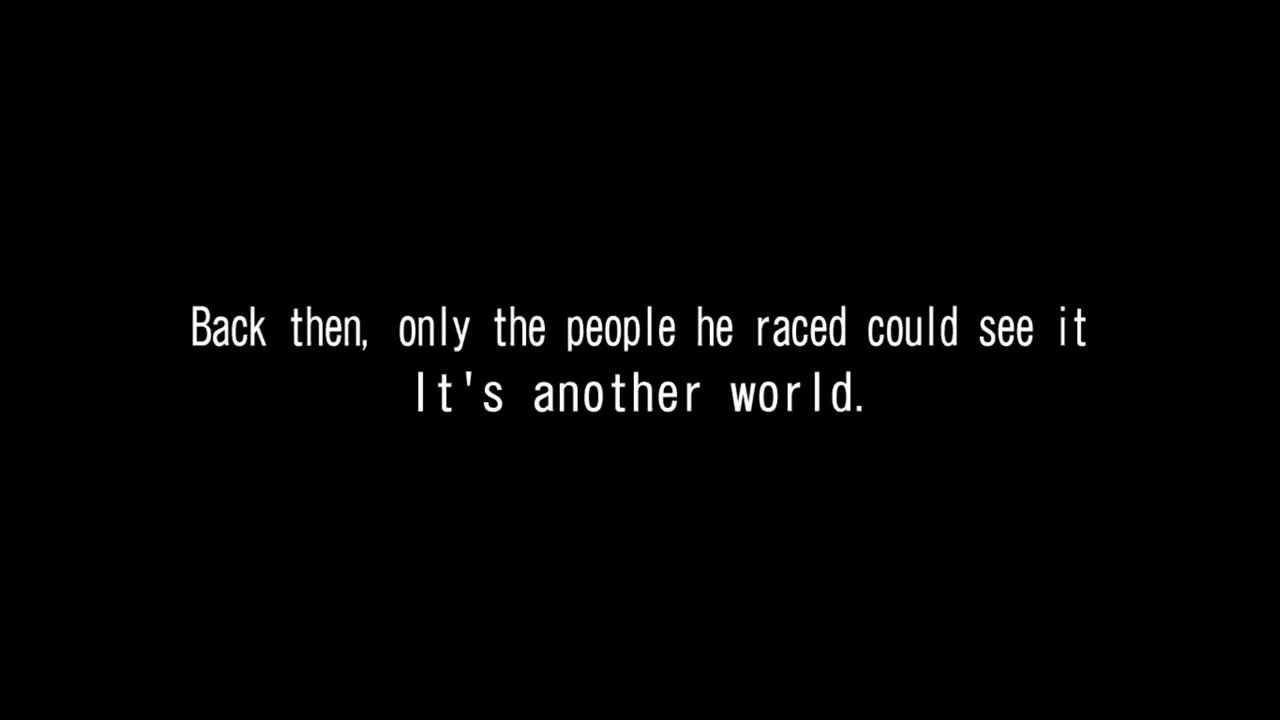 Back then, only the people he raced could see it
It's another world.